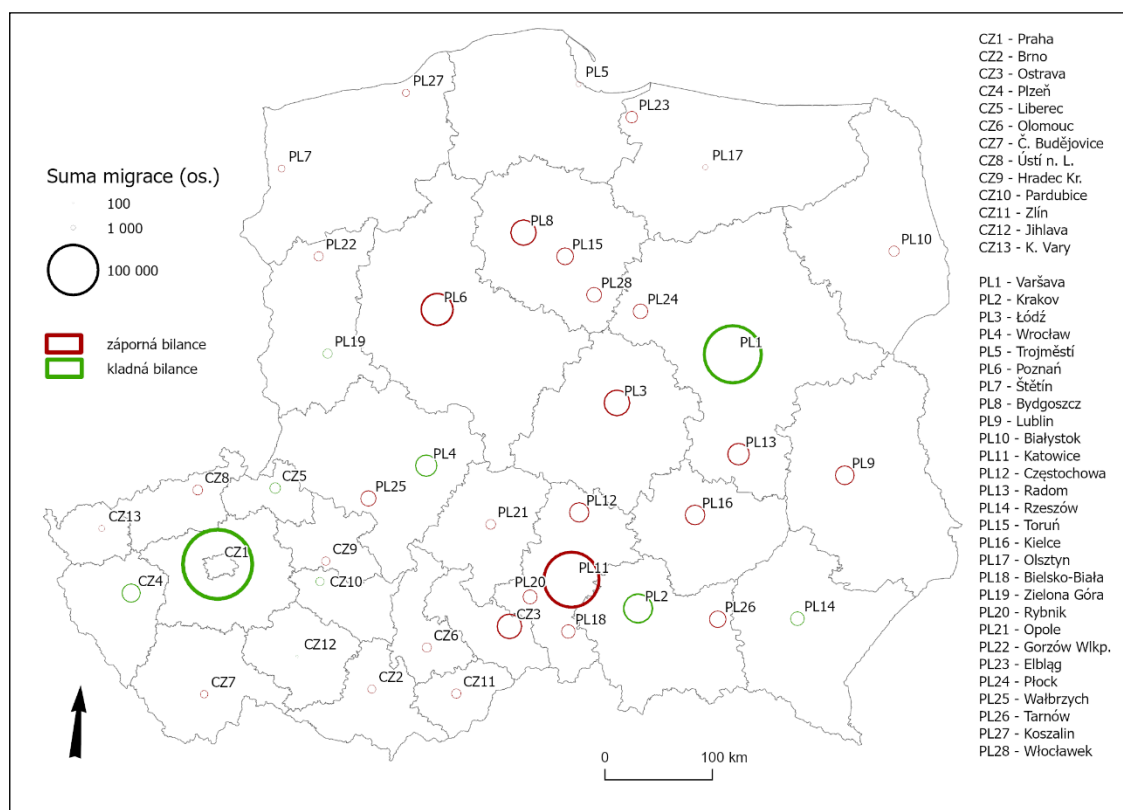 Suma migrace (os.)
100
1 000
100 000
záporná bilance
kladná bilance
PL27
PL5
PL23
PL7
PL17
PL8
PL22
PL15
PL10
PL28
PL6
PL24
PL19
PL1
PL3
PL4
PL13
PL9
CZ8
CZ5
PL25
PL12
PL16
PL21
CZ13
CZ1
CZ9
PL11
CZ4
CZ10
PL20
PL2
CZ3
PL18
PL26
PL14
CZ12
CZ6
CZ7
CZ2
CZ11
0
100 km
CZ1 - Praha
CZ2 - Brno
CZ3 - Ostrava
CZ4 - Plzeň
CZ5 - Liberec
CZ6 - Olomouc
CZ7 - Č. Budějovice
CZ8 - Ústí n. L.
CZ9 - Hradec Kr.
CZ10 - Pardubice
CZ11 - Zlín
CZ12 - Jihlava
CZ13 - K. Vary
PL1 - Varšava
PL2 - Krakov
PL3 - Łódź
PL4 - Wrocław
PL5 - Trojměstí
PL6 - Poznań
PL7 - Štětín
PL8 - Bydgoszcz
PL9 - Lublin
PL10 - Białystok
PL11 - Katowice
PL12 - Częstochowa
PL13 - Radom
PL14 - Rzeszów
PL15 - Toruń
PL16 - Kielce
PL17 - Olsztyn
PL18 - Bielsko-Biała
PL19 - Zielona Góra
PL20 - Rybnik
PL21 - Opole
PL22 - Gorzów Wlkp.
PL23 - Elbląg
PL24 - Płock
PL25 - Wałbrzych
PL26 - Tarnów
PL27 - Koszalin
PL28 - Włocławek